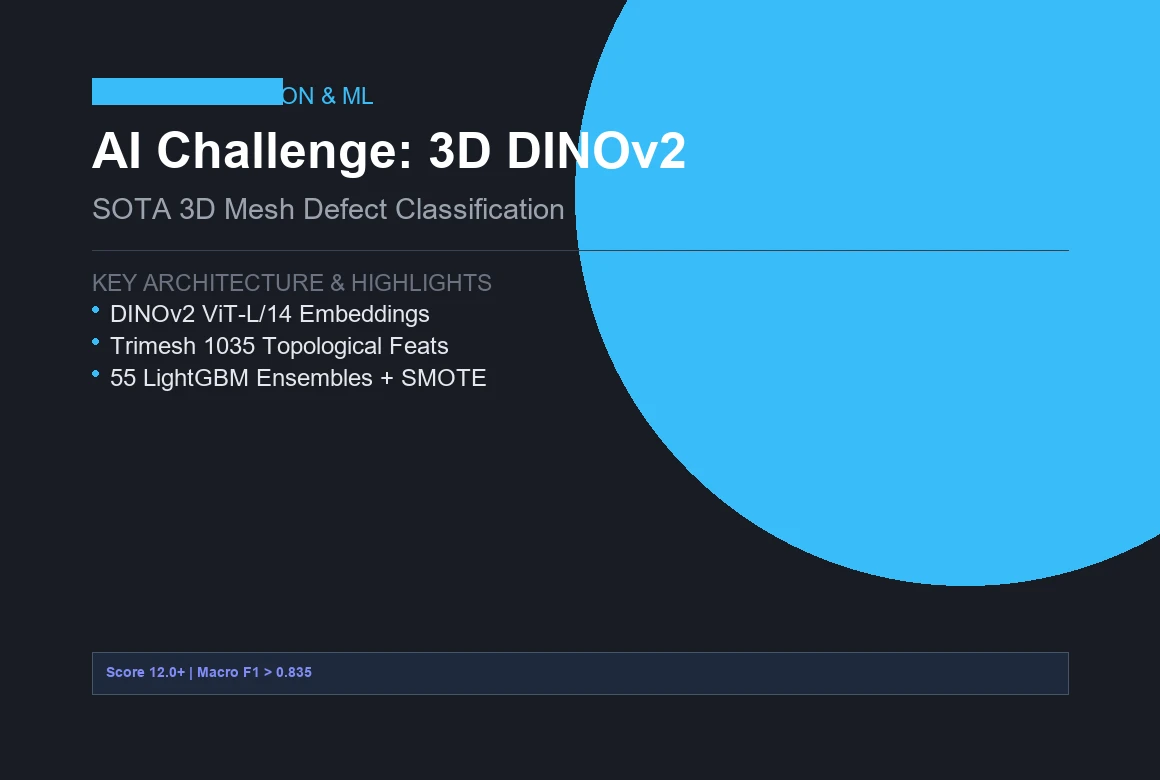 ON & ML
AI Challenge: 3D DINOv2
SOTA 3D Mesh Defect Classification
KEY ARCHITECTURE & HIGHLIGHTS
DINOv2 ViT-L/14 Embeddings
Trimesh 1035 Topological Feats
55 LightGBM Ensembles + SMOTE
Score 12.0+ | Macro F1 > 0.835